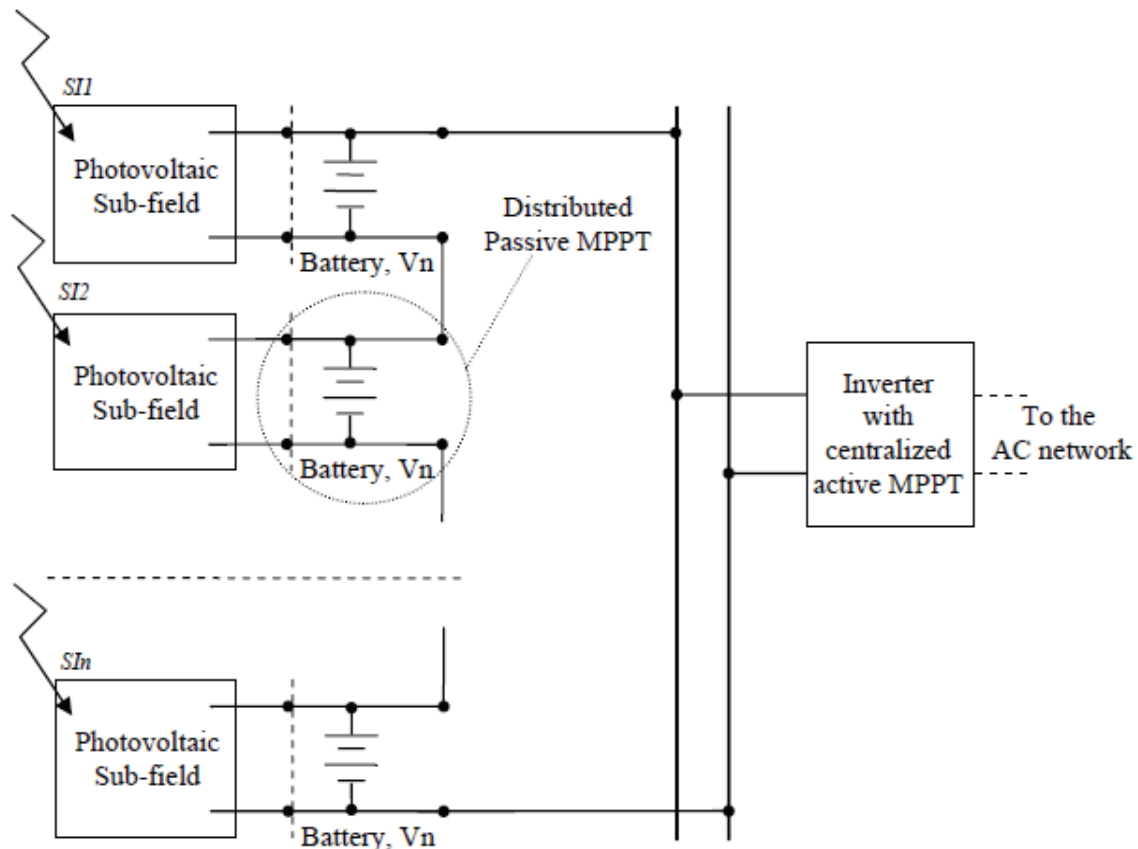 SI1
Photovoltaic
Sub-field
Battery, Vn
Distributed
Passive MPPT
SI2
Photovoltaic
Sub-field
Battery, Vn
Inverter
with
centralized
active MPPT
To the
AC network
SIn
Photovoltaic
Sub-field
Battery, Vn